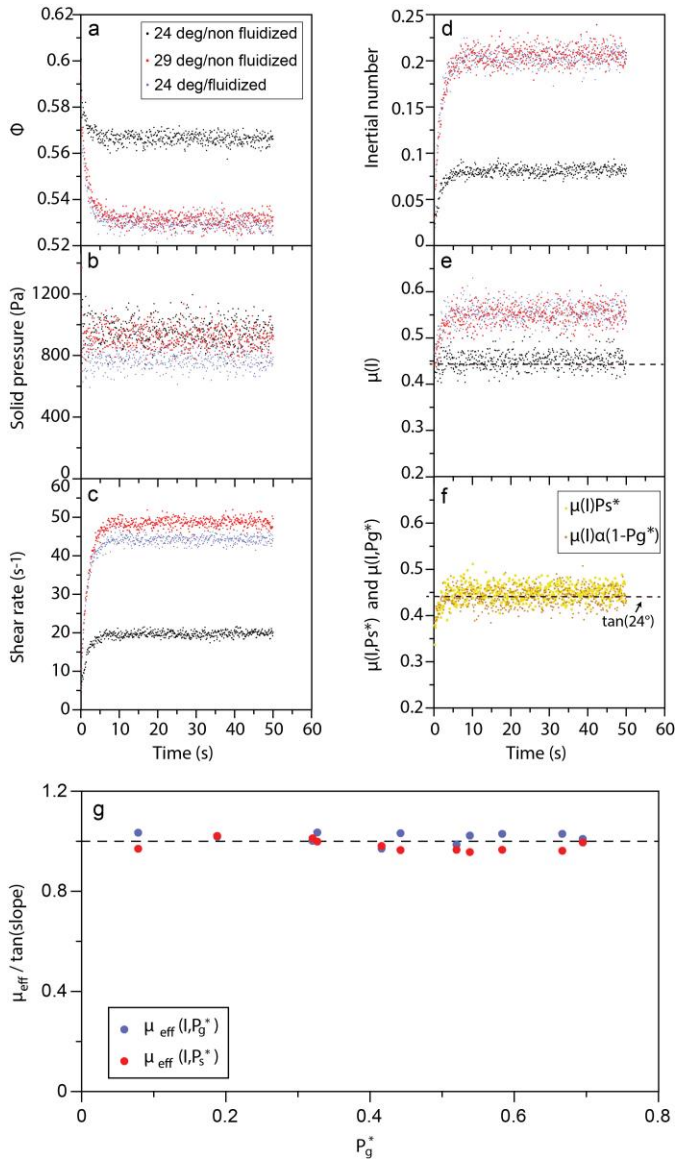 a
24 deg/non fluidized
29 deg/non fluidized
24 deg/fluidized
0.6
0.58
0.56
0.54
0.52
Φ
b
1200
800
400
0
Solid pressure (Pa)
c
60
50
40
30
20
10
0
Shear rate (s-1)
0 10 20 30 40 50 60
Time (s)
d
0.25
0.2
0.15
0.1
0.05
0
Inertial number
e
0.6
0.5
0.4
0.3
0.2
μ(I)
f
μ(I)Ps*
μ(I)α(1-Pg*)
0.6
0.5
0.4
0.3
0.2
μ(I,Ps*) and μ(I,Pg*)
tan(24°)
0 10 20 30 40 50 60
Time (s)
g
1.2
0.8
0.4
0
μeff / tan(slope)
μ eff (I,Pg*)
μ eff (I,Ps*)
0 0.2 0.4 0.6 0.8
Pg*